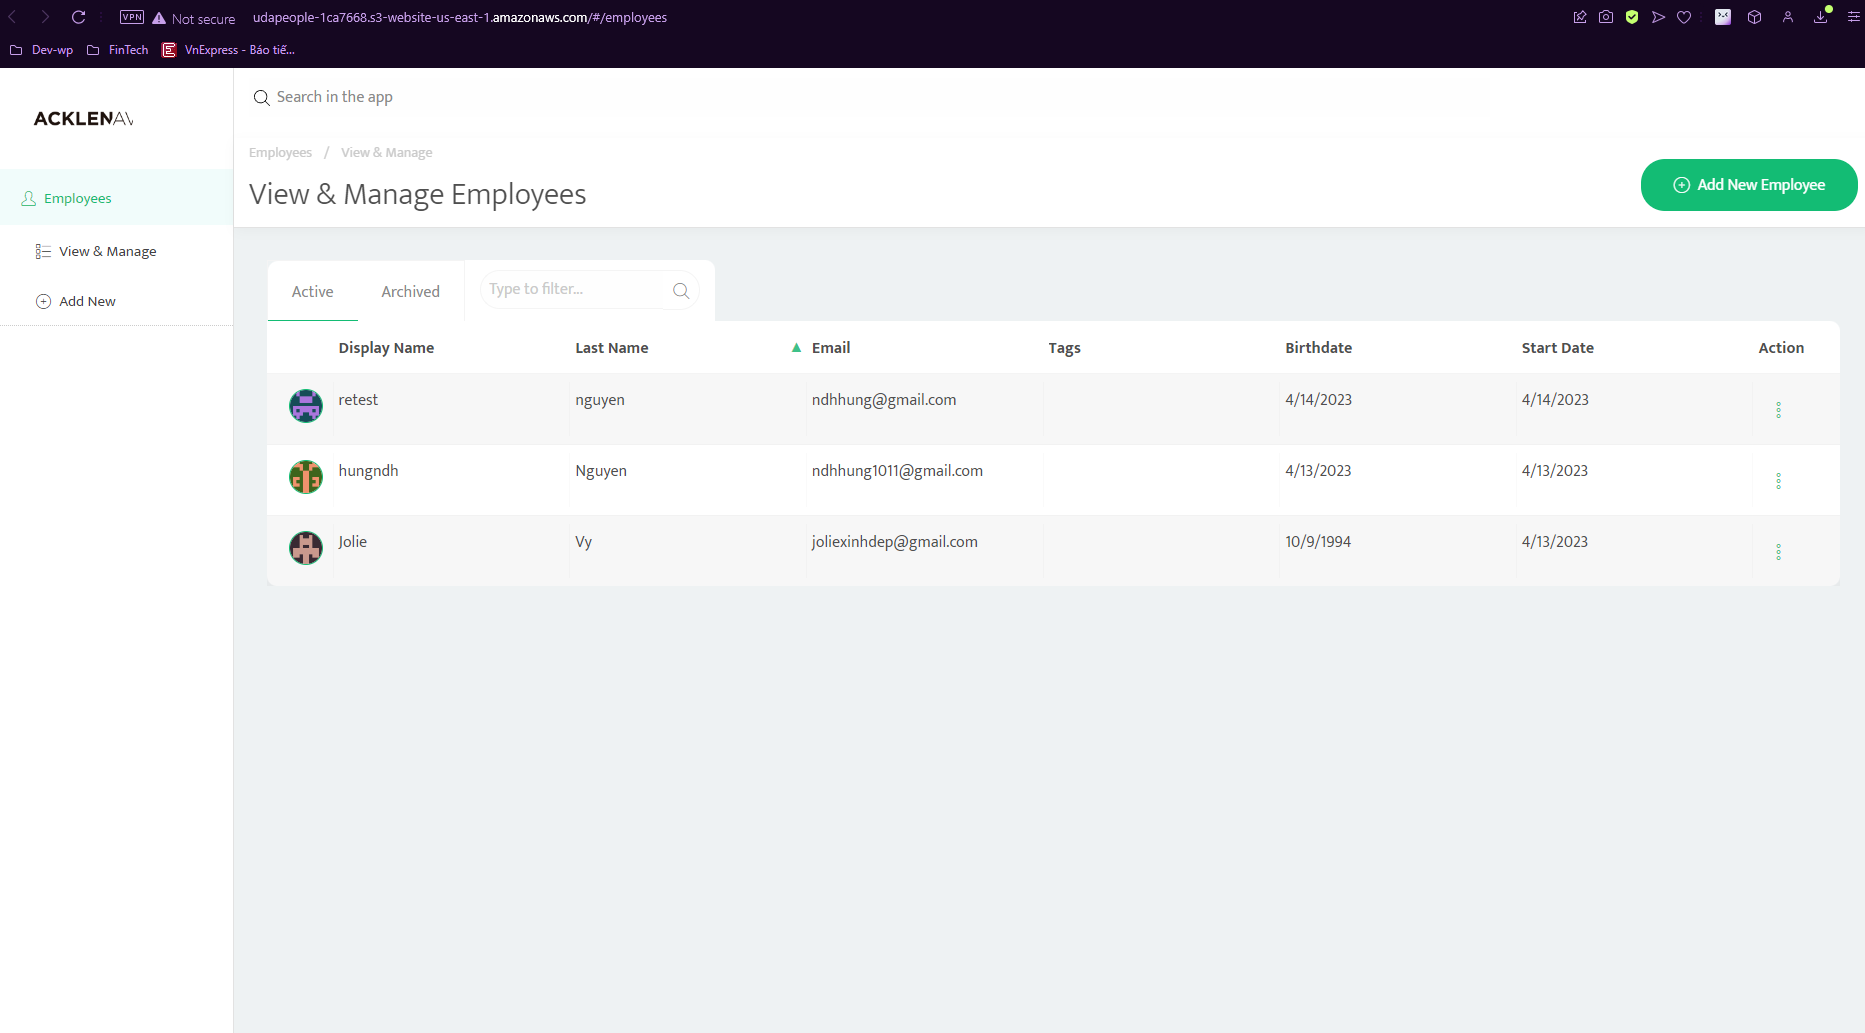 VPN Not secure udapeople-1ca7668.s3-website-us-east-1.amazonaws.com/#/employees
Dev-wp FinTech VnExpress - Báo tiế...
ACKLENAV
Search in the app
Employees / View & Manage
View & Manage Employees
Add New Employee
Employees
View & Manage
Add New
Active Archived Type to filter...
Display Name Last Name ▲ Email Tags Birthdate Start Date Action
retest nguyen ndhhung@gmail.com 4/14/2023 4/14/2023
hungndh Nguyen ndhhung1011@gmail.com 4/13/2023 4/13/2023
Jolie Vy joliexinhdep@gmail.com 10/9/1994 4/13/2023